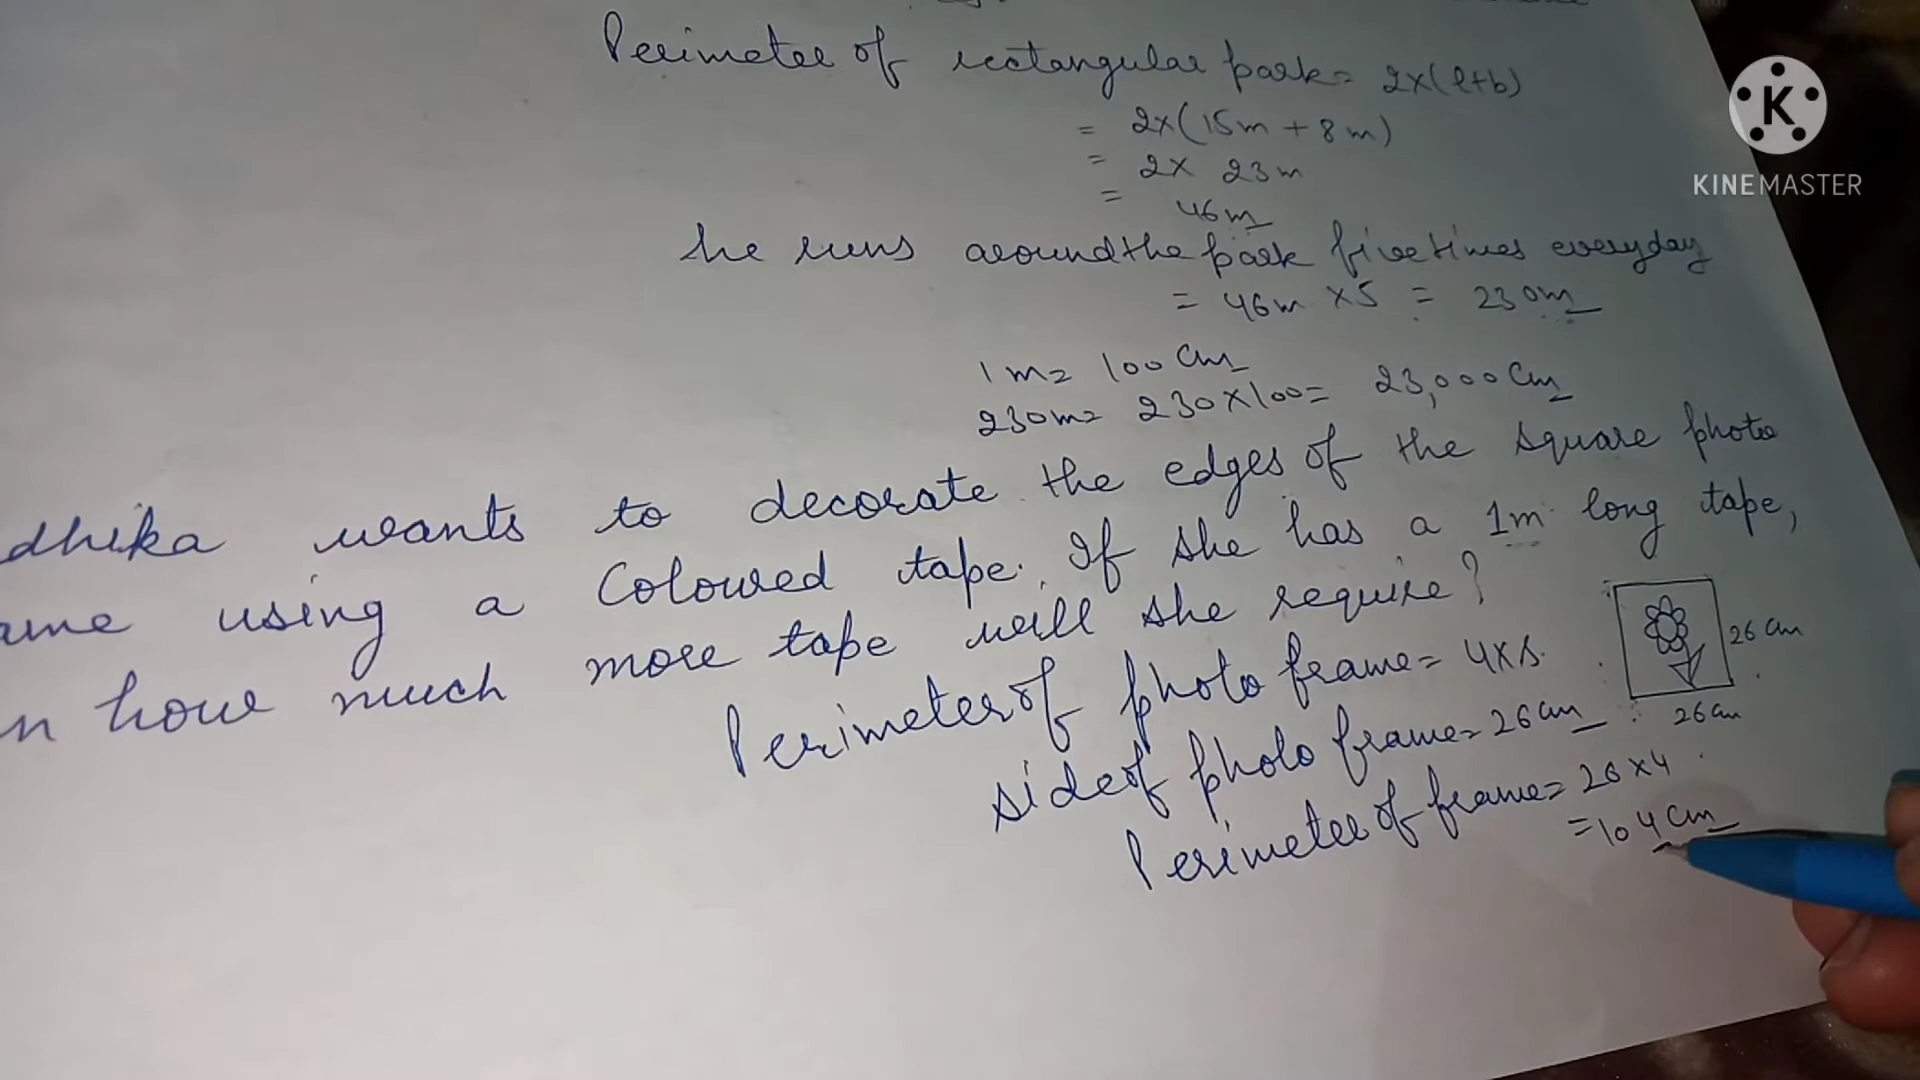 Perimeter of rectangular park= 2×(l+b)
= 2×(15m + 8m)
= 2× 23m
= 46m
he runs around the park five times everyday
= 46m ×5 = 230m
1m= 100 Cm
230m= 230×100= 23,000 Cm
dhika wants to decorate the edges of the square photo
ame using a Coloured tape. If she has a 1m long tape,
n how much more tape will she require?
Perimeter of photo frame= 4×s
26 Cm
26 Cm
side of photo frame= 26 cm
Perimeter of frame= 26×4
=104 Cm
K
KINEMASTER